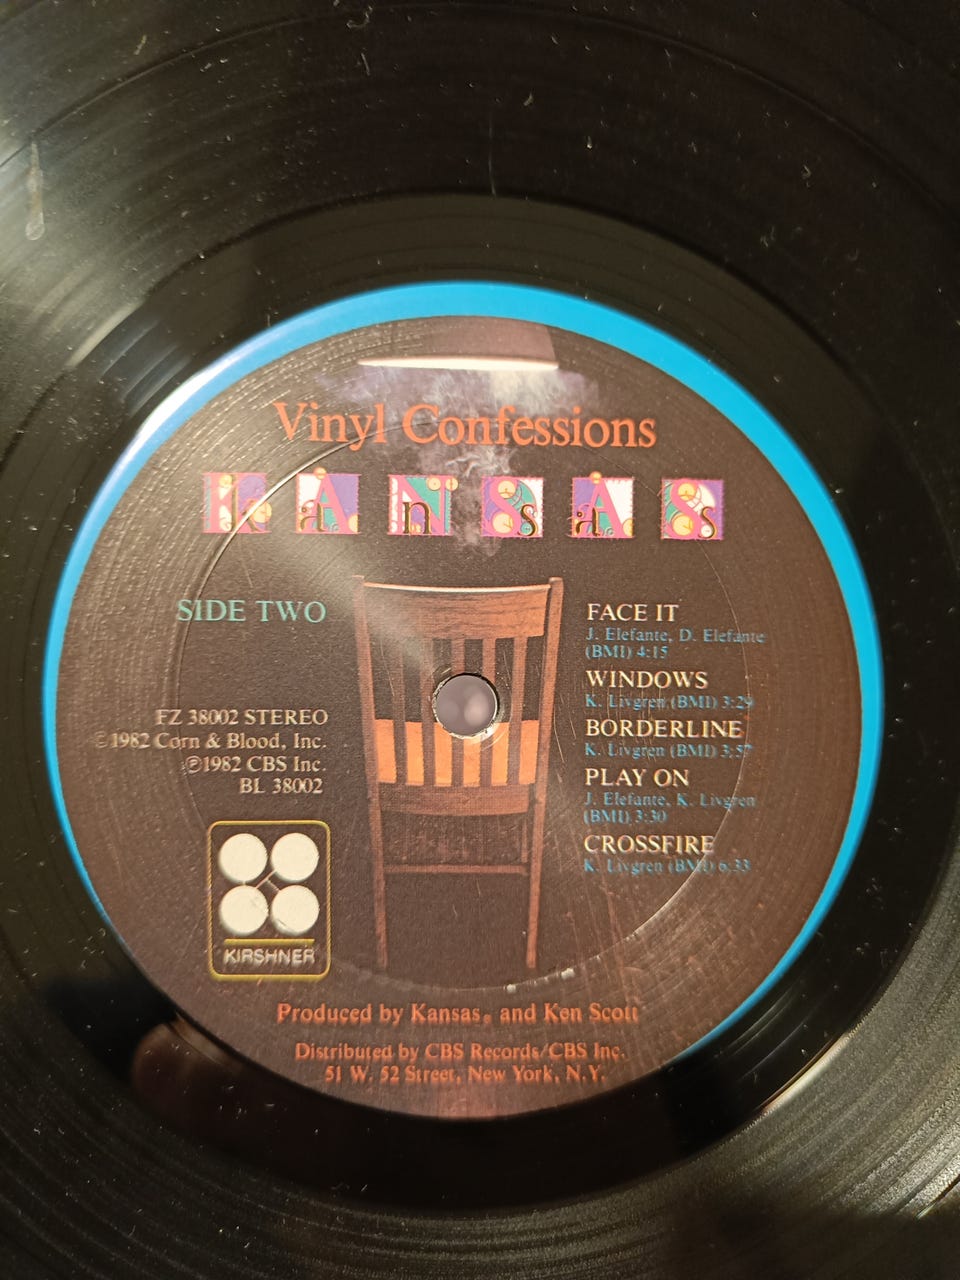 Vinyl Confessions
KANSAS
SIDE TWO
FZ 38002 STEREO
©1982 Corn & Blood, Inc.
℗1982 CBS Inc.
BL 38002
KIRSHNER
FACE IT
J. Elefante, D. Elefante
(BMI) 4:15
WINDOWS
K. Livgren (BMI) 3:29
BORDERLINE
K. Livgren (BMI) 3:57
PLAY ON
J. Elefante, K. Livgren
(BMI) 3:30
CROSSFIRE
K. Livgren (BMI) 6:33
Produced by Kansas® and Ken Scott
Distributed by CBS Records/CBS Inc.
51 W. 52 Street, New York, N.Y.